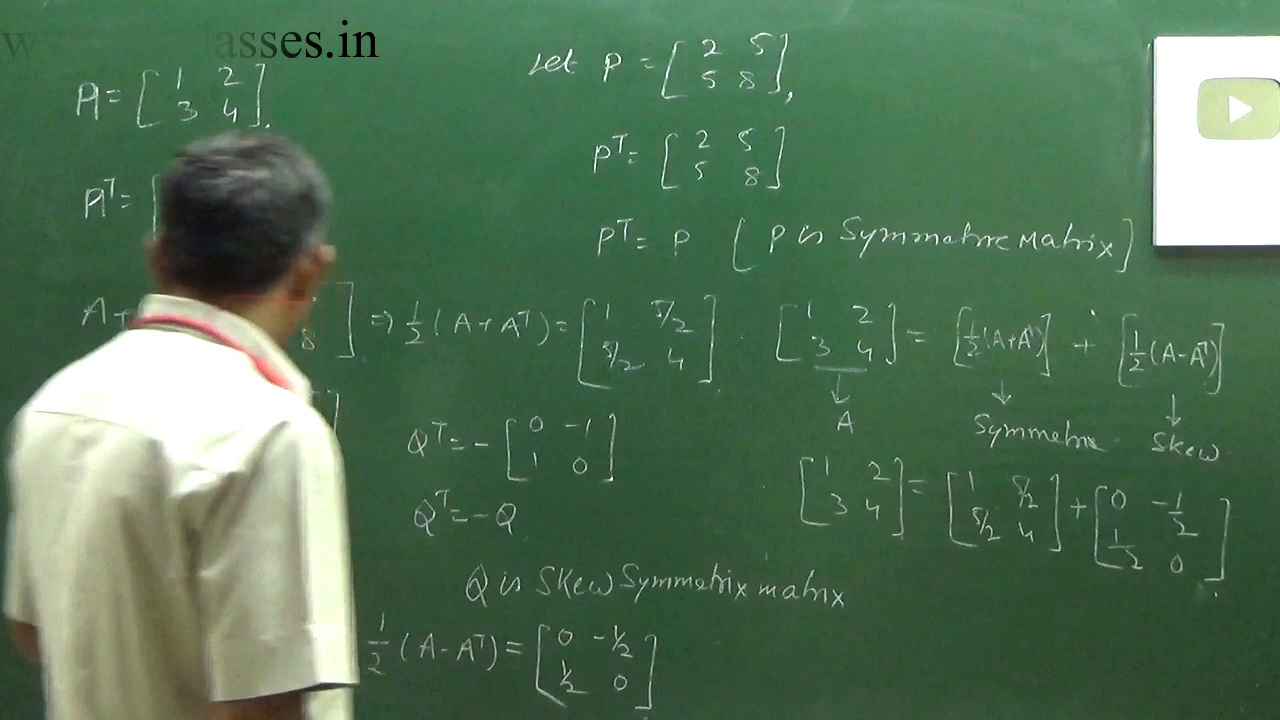 asses.in
A = [ 1 2
3 4 ].
A^T = [
A+ 8 ] ⇒ 1/2 (A + A^T) = [ 1 5/2
5/2 4 ].
Q^T = - [ 0 -1
1 0 ]
Q^T = -Q
Q is Skew Symmetrix matrix
1/2 (A - A^T) = [ 0 -1/2
1/2 0 ]
Let P = [ 2 5
5 8 ],
P^T = [ 2 5
5 8 ]
P^T = P [ P is Symmetric Matrix ]
[ 1 2
3 4 ] = [ 1/2 (A+A^T) ] + [ 1/2 (A-A^T) ]
↓ ↓ ↓
A Symmetric Skew
[ 1 2
3 4 ] = [ 1 5/2
5/2 4 ] + [ 0 -1/2
1/2 0 ].